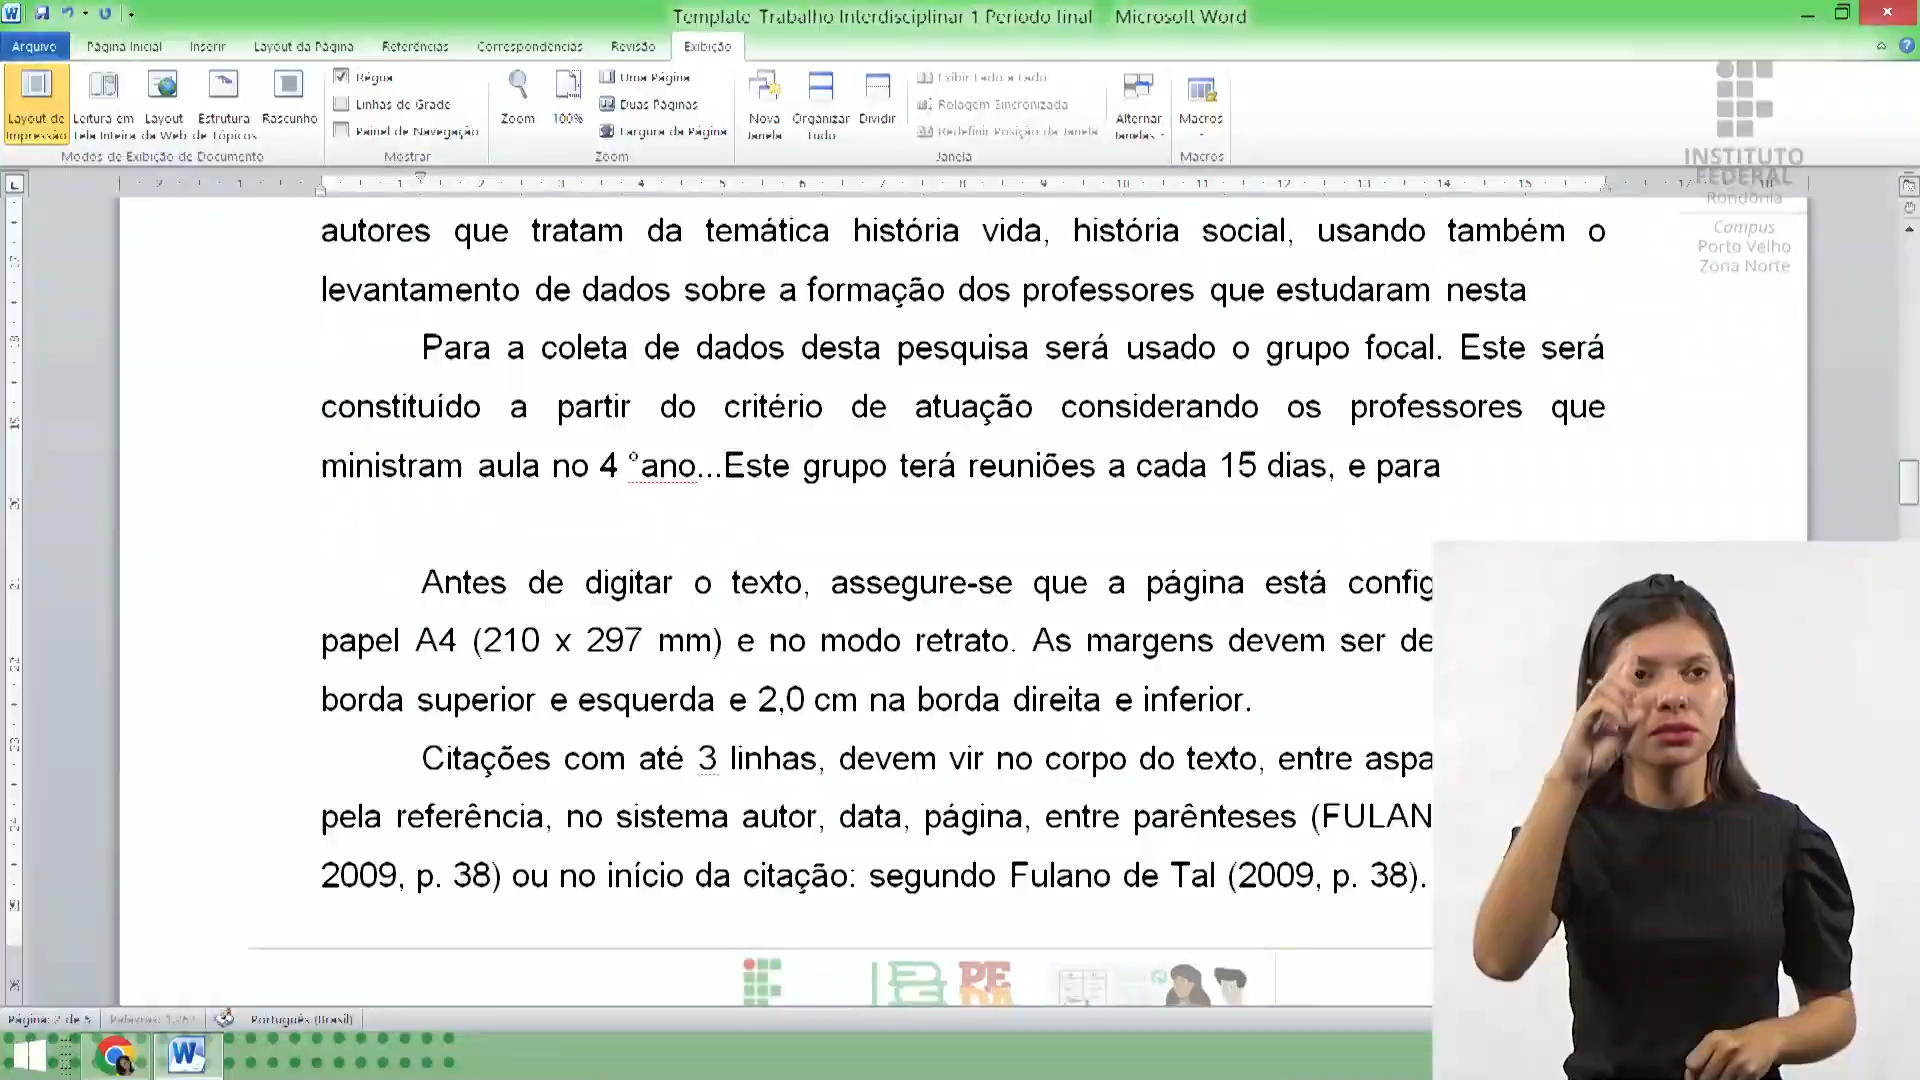 Template Trabalho Interdisciplinar 1 Periodo final - Microsoft Word
Arquivo Página Inicial Inserir Layout da Página Referências Correspondências Revisão Exibição
Layout de Impressão
Leitura em Tela Inteira
Layout da Web
Estrutura de Tópicos
Rascunho
Modos de Exibição de Documento
Régua
Linhas de Grade
Painel de Navegação
Mostrar
Zoom
100%
Uma Página
Duas Páginas
Largura da Página
Zoom
Nova Janela
Organizar Tudo
Dividir
Exibir Lado a Lado
Rolagem Sincronizada
Redefinir Posição da Janela
Alternar Janelas
Janela
Macros
Macros
INSTITUTO
FEDERAL
Rondônia
Campus
Porto Velho
Zona Norte
autores que tratam da temática história vida, história social, usando também o
levantamento de dados sobre a formação dos professores que estudaram nesta
Para a coleta de dados desta pesquisa será usado o grupo focal. Este será
constituído a partir do critério de atuação considerando os professores que
ministram aula no 4 °ano...Este grupo terá reuniões a cada 15 dias, e para
Antes de digitar o texto, assegure-se que a página está config
papel A4 (210 x 297 mm) e no modo retrato. As margens devem ser de
borda superior e esquerda e 2,0 cm na borda direita e inferior.
Citações com até 3 linhas, devem vir no corpo do texto, entre aspa
pela referência, no sistema autor, data, página, entre parênteses (FULAN
2009, p. 38) ou no início da citação: segundo Fulano de Tal (2009, p. 38).
PE
Página: 2 de 5
Português (Brasil)